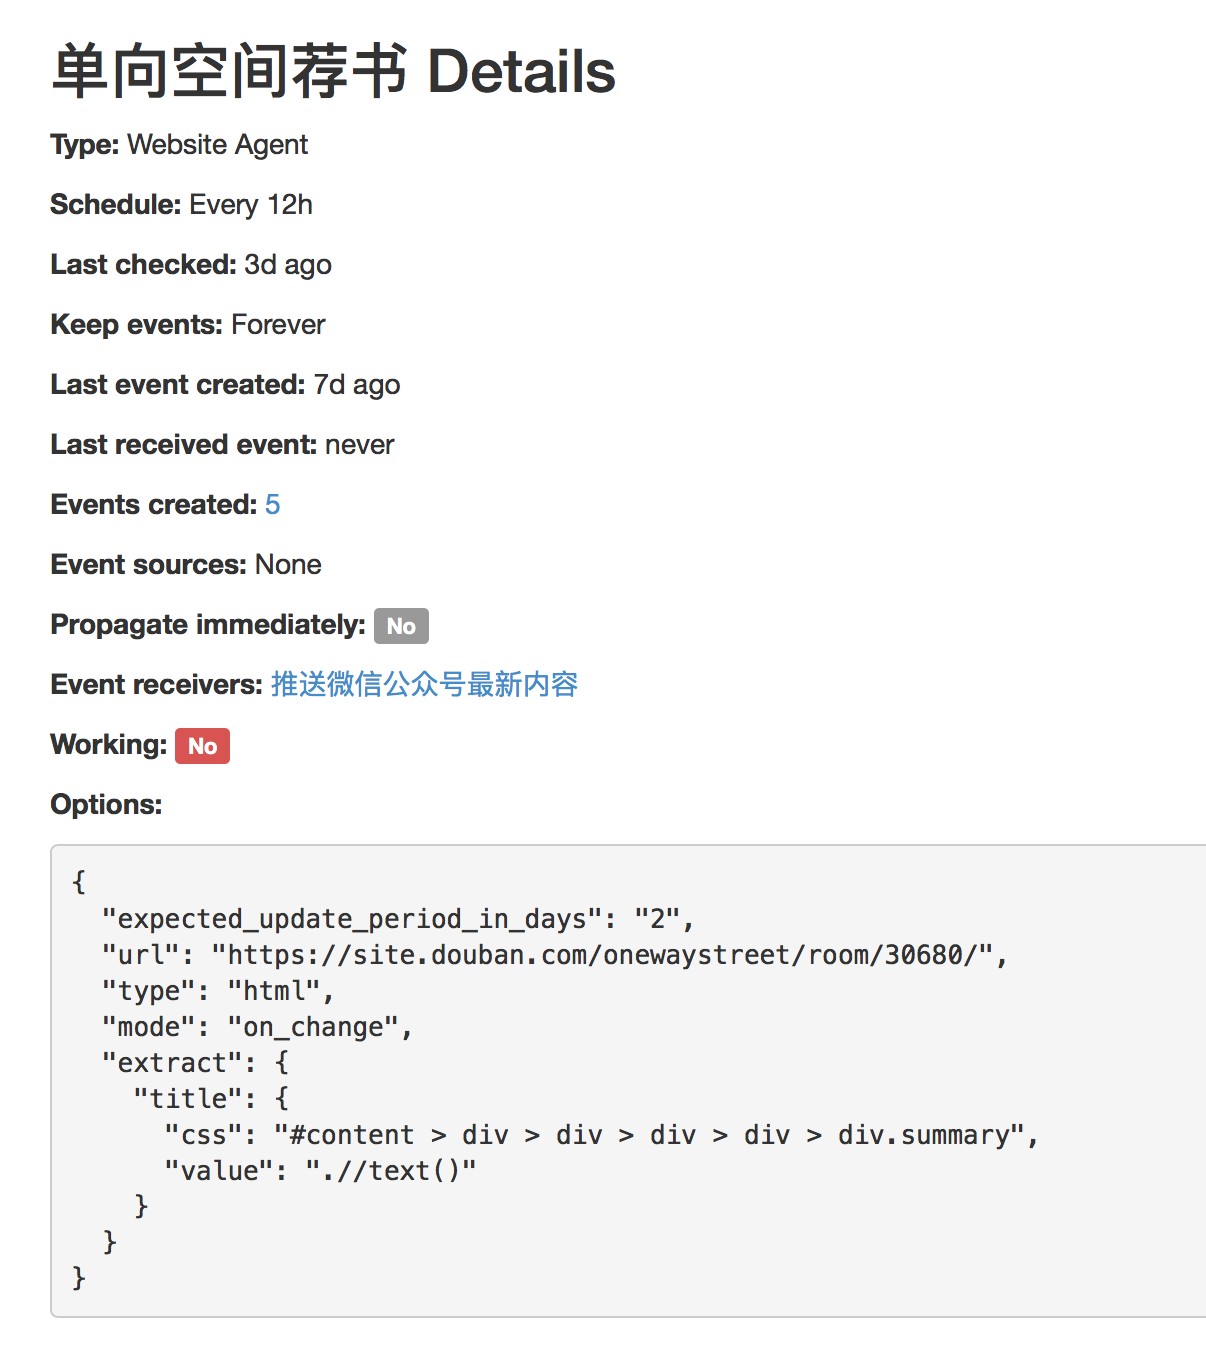 单向空间荐书 Details
Type: Website Agent
Schedule: Every 12h
Last checked: 3d ago
Keep events: Forever
Last event created: 7d ago
Last received event: never
Events created: 5
Event sources: None
Propagate immediately: No
Event receivers: 推送微信公众号最新内容
Working: No
Options:
{
  "expected_update_period_in_days": "2",
  "url": "https://site.douban.com/onewaystreet/room/30680/",
  "type": "html",
  "mode": "on_change",
  "extract": {
    "title": {
      "css": "#content > div > div > div > div > div.summary",
      "value": ".//text()"
    }
  }
}